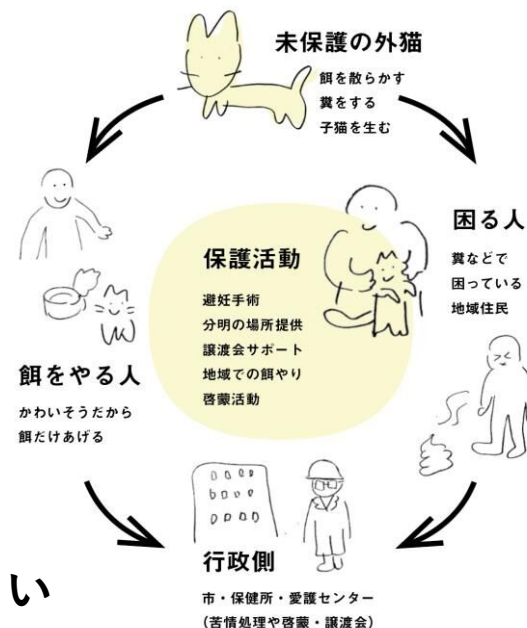 未保護の外猫
餌を散らかす
糞をする
子猫を生む
困る人
糞などで
困っている
地域住民
保護活動
避妊手術
分明の場所提供
譲渡会サポート
地域での餌やり
啓蒙活動
餌をやる人
かわいそうだから
餌だけあげる
行政側
市・保健所・愛護センター
(苦情処理や啓蒙・譲渡会)
い